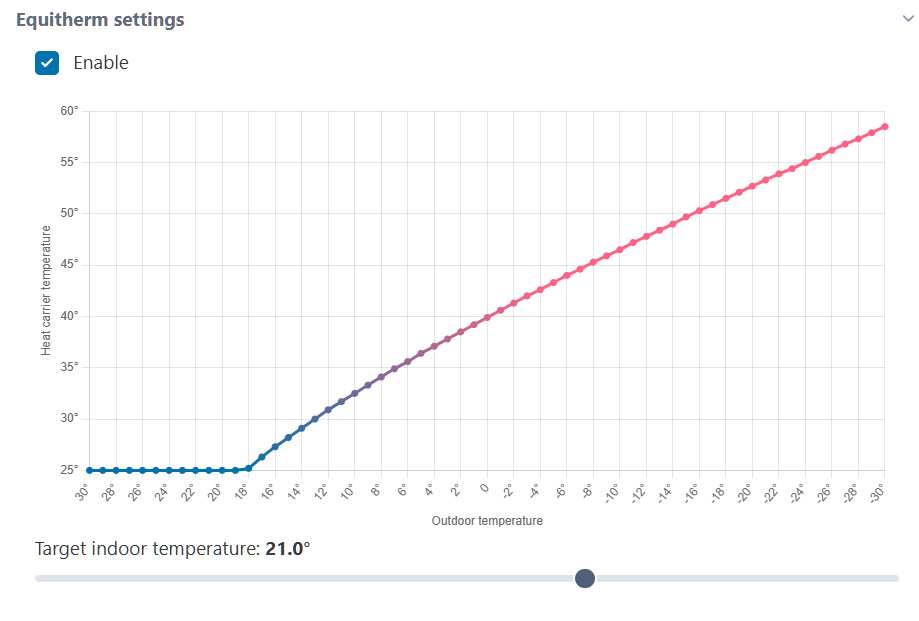 Equitherm settings
Enable
60°
55°
50°
45°
40°
35°
30°
25°
Heat carrier temperature
30° 28° 26° 24° 22° 20° 18° 16° 14° 12° 10° 8° 6° 4° 2° 0 -2° -4° -6° -8° -10° -12° -14° -16° -18° -20° -22° -24° -26° -28° -30°
Outdoor temperature
Target indoor temperature: 21.0°